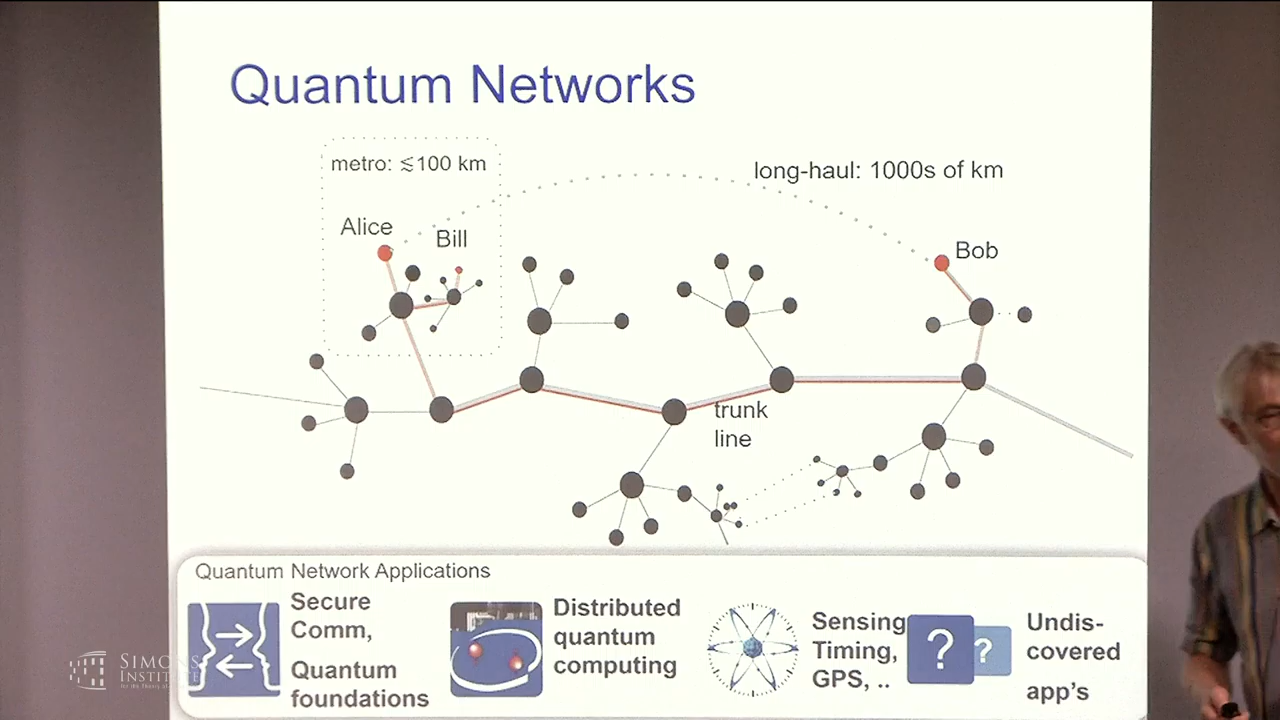 Quantum Networks
metro: ≲100 km
long-haul: 1000s of km
Alice
Bill
Bob
trunk
line
Quantum Network Applications
Secure
Comm,
Quantum
foundations
Distributed
quantum
computing
Sensing
Timing,
GPS, ..
?
?
Undis-
covered
app's
SIMONS
INSTITUTE